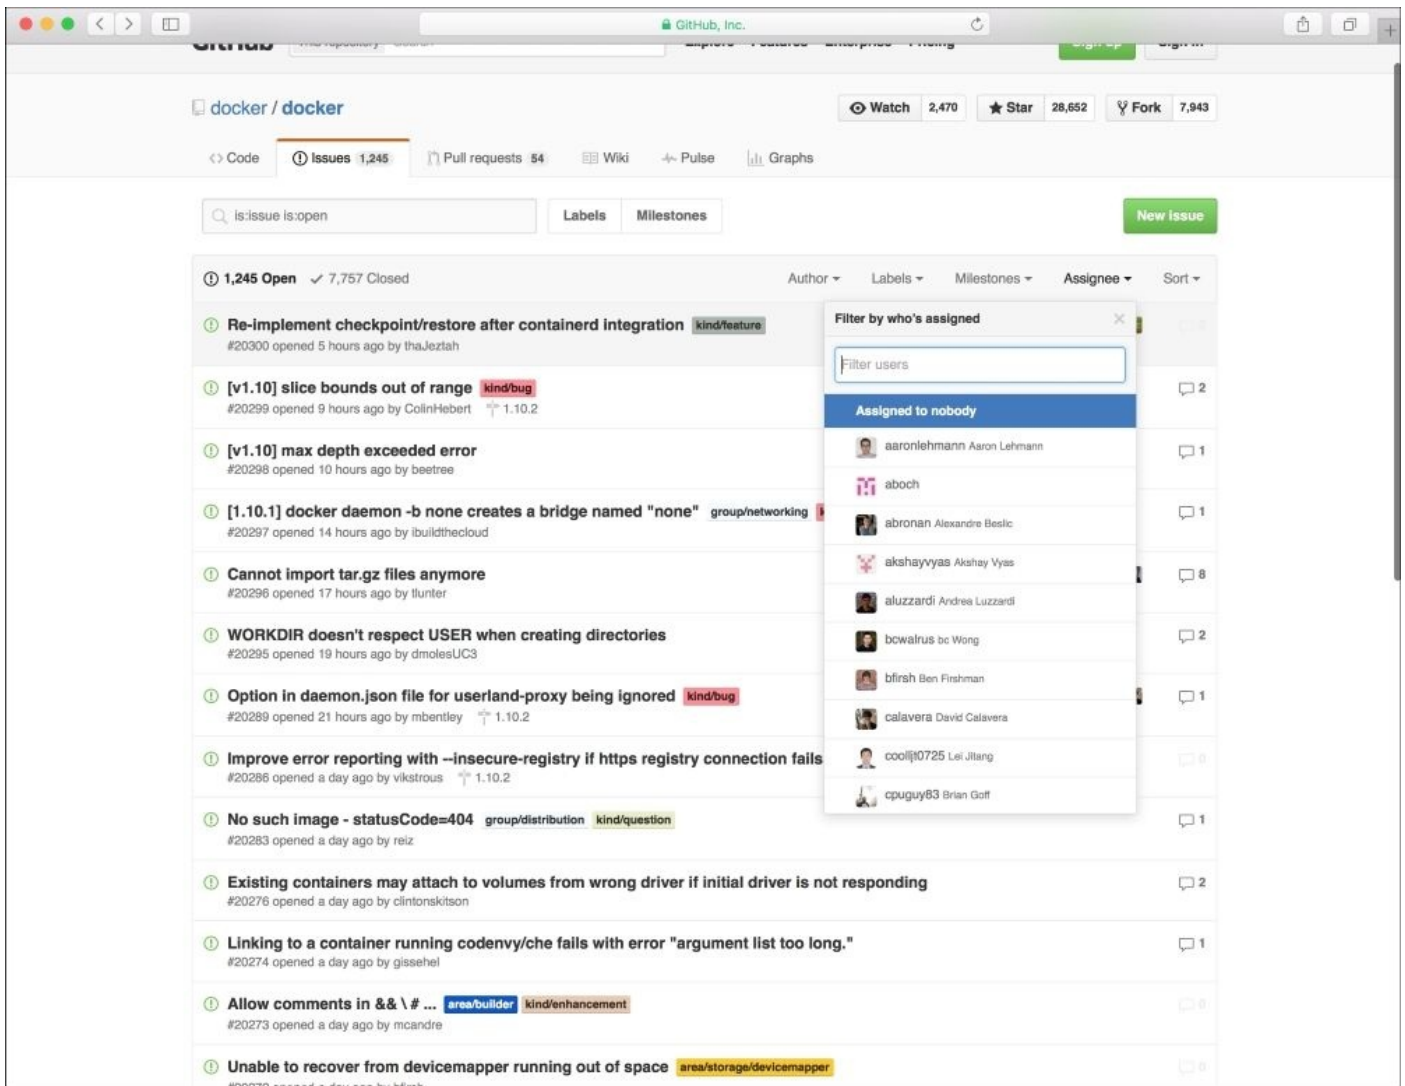 GitHub, Inc.
GitHub This repository Search Explore Features Enterprise Pricing Sign up Sign in
docker / docker Watch 2,470 Star 28,652 Fork 7,943
Code Issues 1,245 Pull requests 54 Wiki Pulse Graphs
is:issue is:open Labels Milestones New issue
1,245 Open 7,757 Closed Author Labels Milestones Assignee Sort
Re-implement checkpoint/restore after containerd integration kind/feature
#20300 opened 5 hours ago by thaJeztah
[v1.10] slice bounds out of range kind/bug 2
#20299 opened 9 hours ago by ColinHebert 1.10.2
[v1.10] max depth exceeded error 1
#20298 opened 10 hours ago by beetree
[1.10.1] docker daemon -b none creates a bridge named "none" group/networking 1
#20297 opened 14 hours ago by ibuildthecloud
Cannot import tar.gz files anymore 8
#20296 opened 17 hours ago by tlunter
WORKDIR doesn't respect USER when creating directories 2
#20295 opened 19 hours ago by dmolesUC3
Option in daemon.json file for userland-proxy being ignored kind/bug 1
#20289 opened 21 hours ago by mbentley 1.10.2
Improve error reporting with --insecure-registry if https registry connection fails 0
#20286 opened a day ago by vikstrous 1.10.2
No such image - statusCode=404 group/distribution kind/question 1
#20283 opened a day ago by reiz
Existing containers may attach to volumes from wrong driver if initial driver is not responding 2
#20276 opened a day ago by clintonskitson
Linking to a container running codenvy/che fails with error "argument list too long." 1
#20274 opened a day ago by gissehel
Allow comments in && \ # ... area/builder kind/enhancement 0
#20273 opened a day ago by mcandre
Unable to recover from devicemapper running out of space area/storage/devicemapper 0
Filter by who's assigned
Filter users
Assigned to nobody
aaronlehmann Aaron Lehmann
aboch
abronan Alexandre Beslic
akshayvyas Akshay Vyas
aluzzardi Andrea Luzzardi
bcwalrus bc Wong
bfirsh Ben Firshman
calavera David Calavera
coolljt0725 Lei Jitang
cpuguy83 Brian Goff